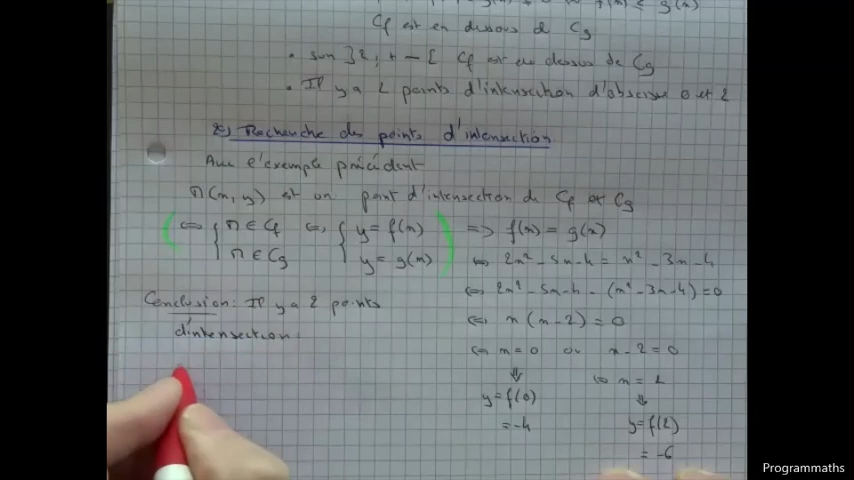 f(x) < g(x)
Cf est en dessous de Cg
• sur ]2 ; + ∞ [ Cf est au dessus de Cg
• Il y a 2 points d'intersection d'abscisse 0 et 2
2) Recherche des points d'intersection
Avec l'exemple précédent
M(x, y) est un point d'intersection de Cf et Cg
⇔ { M ∈ Cf ⇔ { y = f(x) => f(x) = g(x)
M ∈ Cg y = g(x)
⇔ 2x² - 5x - 4 = x² - 3x - 4
⇔ 2x² - 5x - 4 - (x² - 3x - 4) = 0
⇔ x(x - 2) = 0
⇔ x = 0 ou x - 2 = 0
⇔ x = 2
y = f(0)
= -4
y = f(2)
= -6
Conclusion : Il y a 2 points
d'intersection :
Programmaths